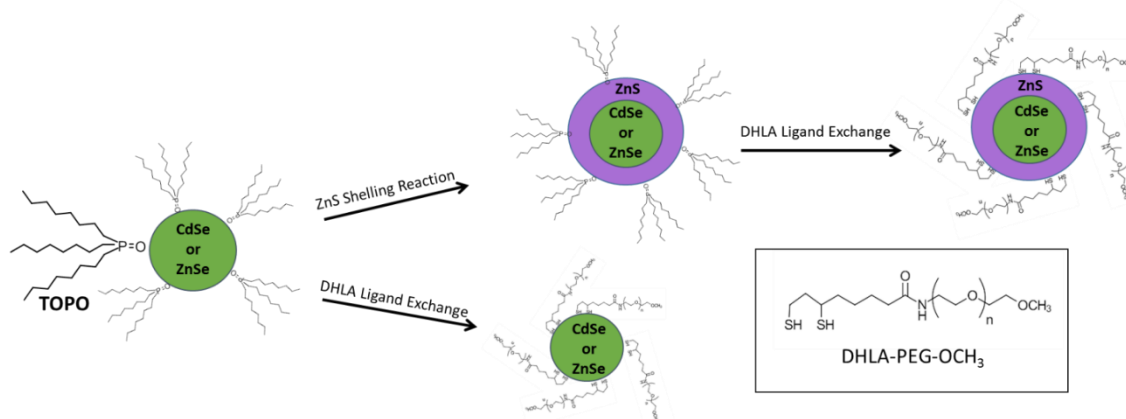 TOPO
P=O
CdSe
or
ZnSe
ZnS Shelling Reaction
DHLA Ligand Exchange
ZnS
CdSe
or
ZnSe
DHLA Ligand Exchange
ZnS
CdSe
or
ZnSe
CdSe
or
ZnSe
O
N
H
O
n
OCH₃
SH
SH
DHLA-PEG-OCH₃